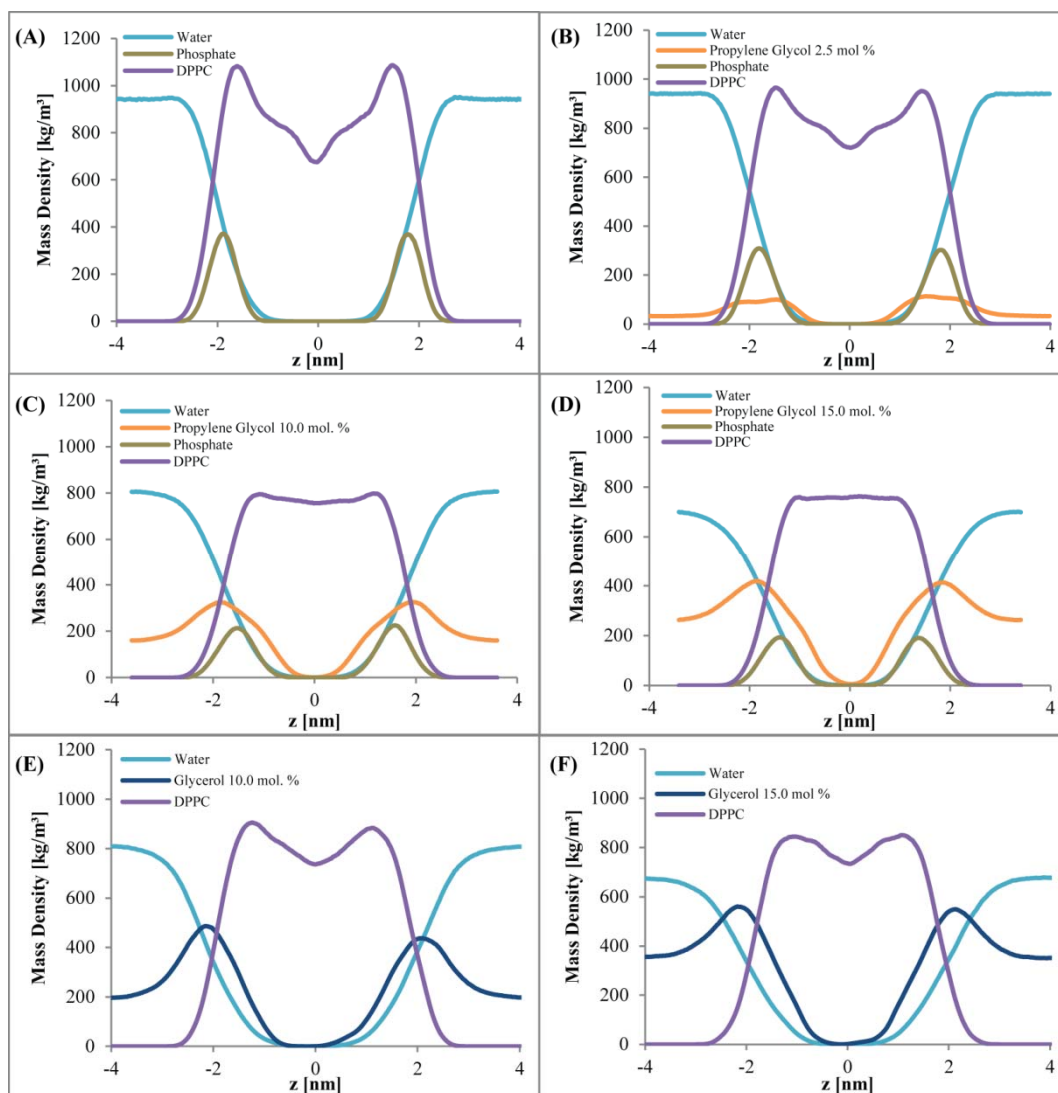 (A)
Water
Phosphate
DPPC
Mass Density [kg/m³]
1200
1000
800
600
400
200
0
-4
-2
0
2
4
z [nm]
(B)
Water
Propylene Glycol 2.5 mol %
Phosphate
DPPC
Mass Density [kg/m³]
1200
1000
800
600
400
200
0
-4
-2
0
2
4
z [nm]
(C)
Water
Propylene Glycol 10.0 mol. %
Phosphate
DPPC
Mass Density [kg/m³]
1200
1000
800
600
400
200
0
-4
-2
0
2
4
z [nm]
(D)
Water
Propylene Glycol 15.0 mol. %
Phosphate
DPPC
Mass Density [kg/m³]
1200
1000
800
600
400
200
0
-4
-2
0
2
4
z [nm]
(E)
Water
Glycerol 10.0 mol. %
DPPC
Mass Density [kg/m³]
1200
1000
800
600
400
200
0
-4
-2
0
2
4
z [nm]
(F)
Water
Glycerol 15.0 mol %
DPPC
Mass Density [kg/m³]
1200
1000
800
600
400
200
0
-4
-2
0
2
4
z [nm]